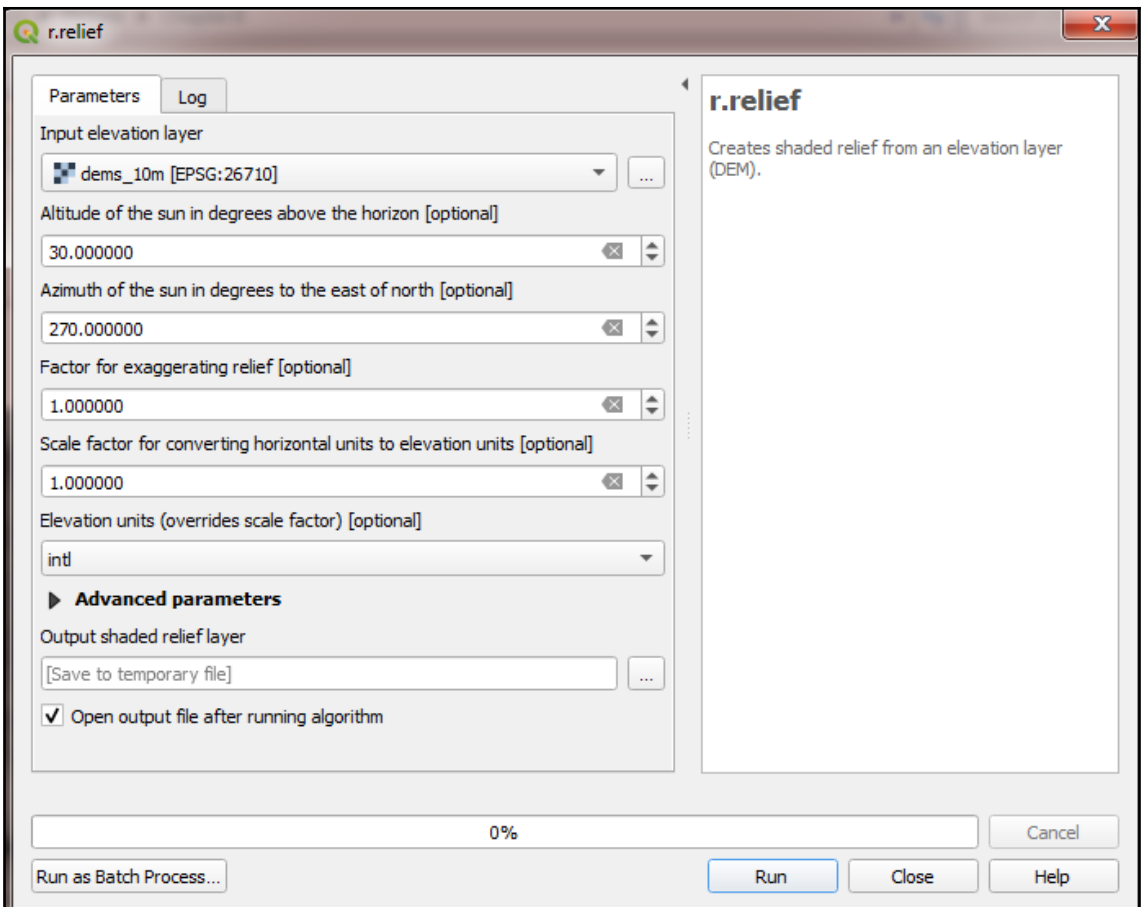 r.relief
Parameters
Log
Input elevation layer
dems_10m [EPSG:26710]
...
Altitude of the sun in degrees above the horizon [optional]
30.000000
Azimuth of the sun in degrees to the east of north [optional]
270.000000
Factor for exaggerating relief [optional]
1.000000
Scale factor for converting horizontal units to elevation units [optional]
1.000000
Elevation units (overrides scale factor) [optional]
intl
Advanced parameters
Output shaded relief layer
[Save to temporary file]
...
Open output file after running algorithm
r.relief
Creates shaded relief from an elevation layer
(DEM).
0%
Cancel
Run as Batch Process...
Run
Close
Help